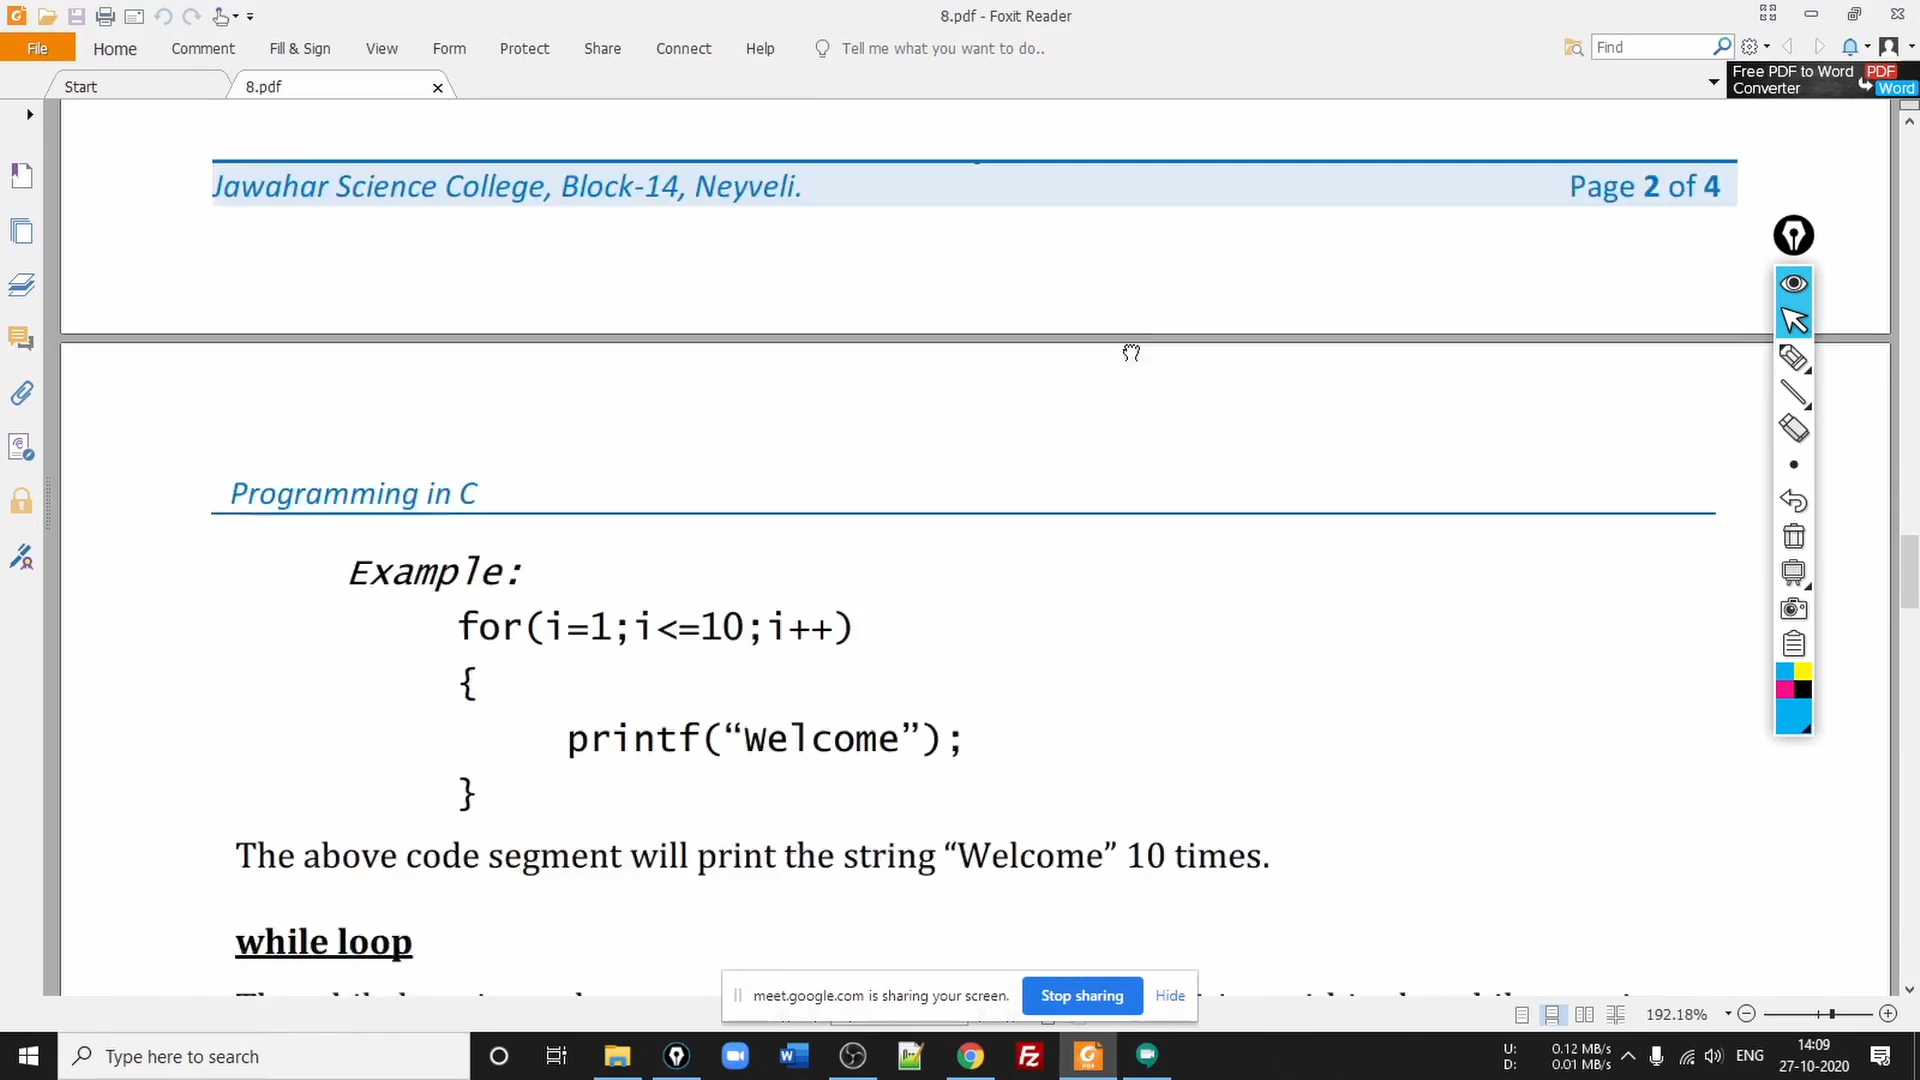 8.pdf - Foxit Reader
File Home Comment Fill & Sign View Form Protect Share Connect Help Tell me what you want to do.. Find
Start 8.pdf
Free PDF to Word PDF
Converter Word
Jawahar Science College, Block-14, Neyveli. Page 2 of 4
Programming in C
Example:
for(i=1;i<=10;i++)
{
printf(“Welcome”);
}
The above code segment will print the string “Welcome” 10 times.
while loop
meet.google.com is sharing your screen. Stop sharing Hide
192.18%
Type here to search
U: 0.12 MB/s
D: 0.01 MB/s
ENG
14:09
27-10-2020